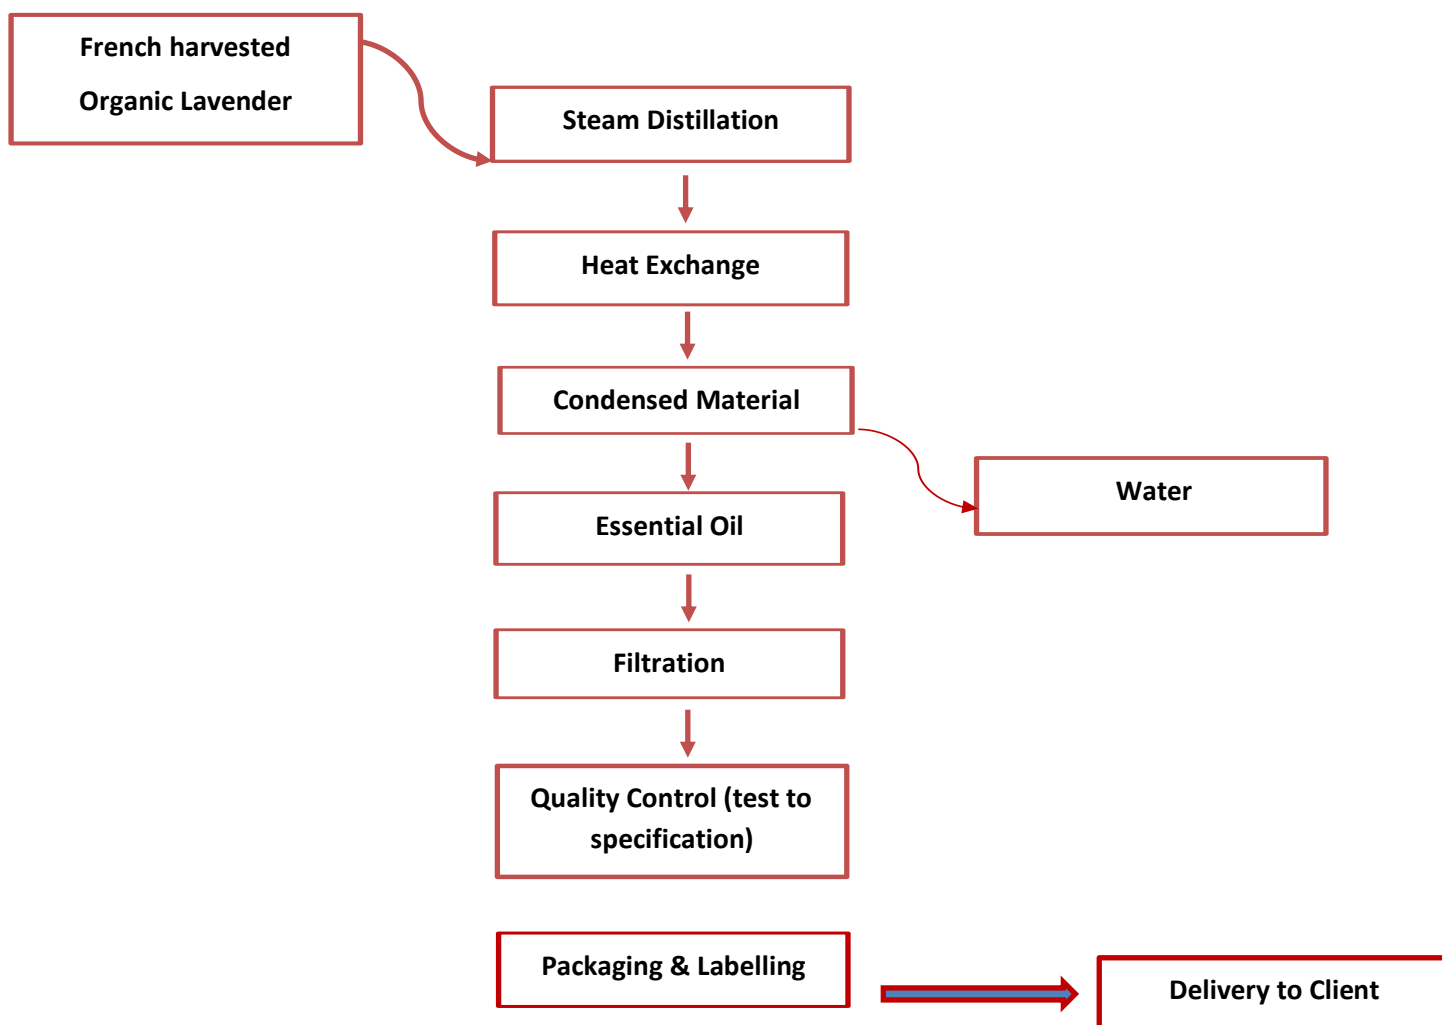 French harvested
Organic Lavender
Steam Distillation
Heat Exchange
Condensed Material
Water
Essential Oil
Filtration
Quality Control (test to
specification)
Packaging & Labelling
Delivery to Client